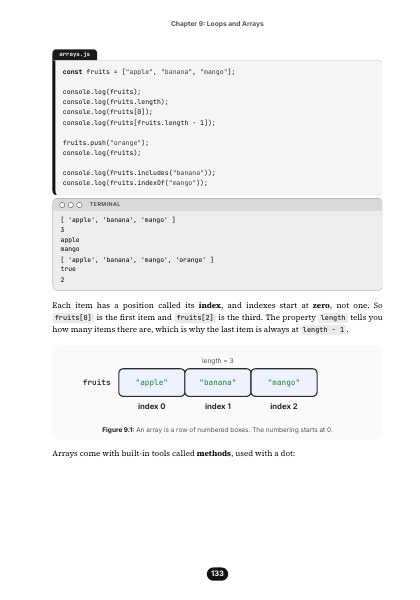 Chapter 9: Loops and Arrays
arrays.js
const fruits = ["apple", "banana", "mango"];
console.log(fruits);
console.log(fruits.length);
console.log(fruits[0]);
console.log(fruits[fruits.length - 1]);
fruits.push("orange");
console.log(fruits);
console.log(fruits.includes("banana"));
console.log(fruits.indexOf("mango"));
TERMINAL
[ 'apple', 'banana', 'mango' ]
3
apple
mango
[ 'apple', 'banana', 'mango', 'orange' ]
true
2
Each item has a position called its index, and indexes start at zero, not one. So
fruits[0] is the first item and fruits[2] is the third. The property length tells you
how many items there are, which is why the last item is always at length - 1.
length = 3
fruits "apple" "banana" "mango"
index 0 index 1 index 2
Figure 9.1: An array is a row of numbered boxes. The numbering starts at 0.
Arrays come with built-in tools called methods, used with a dot:
133